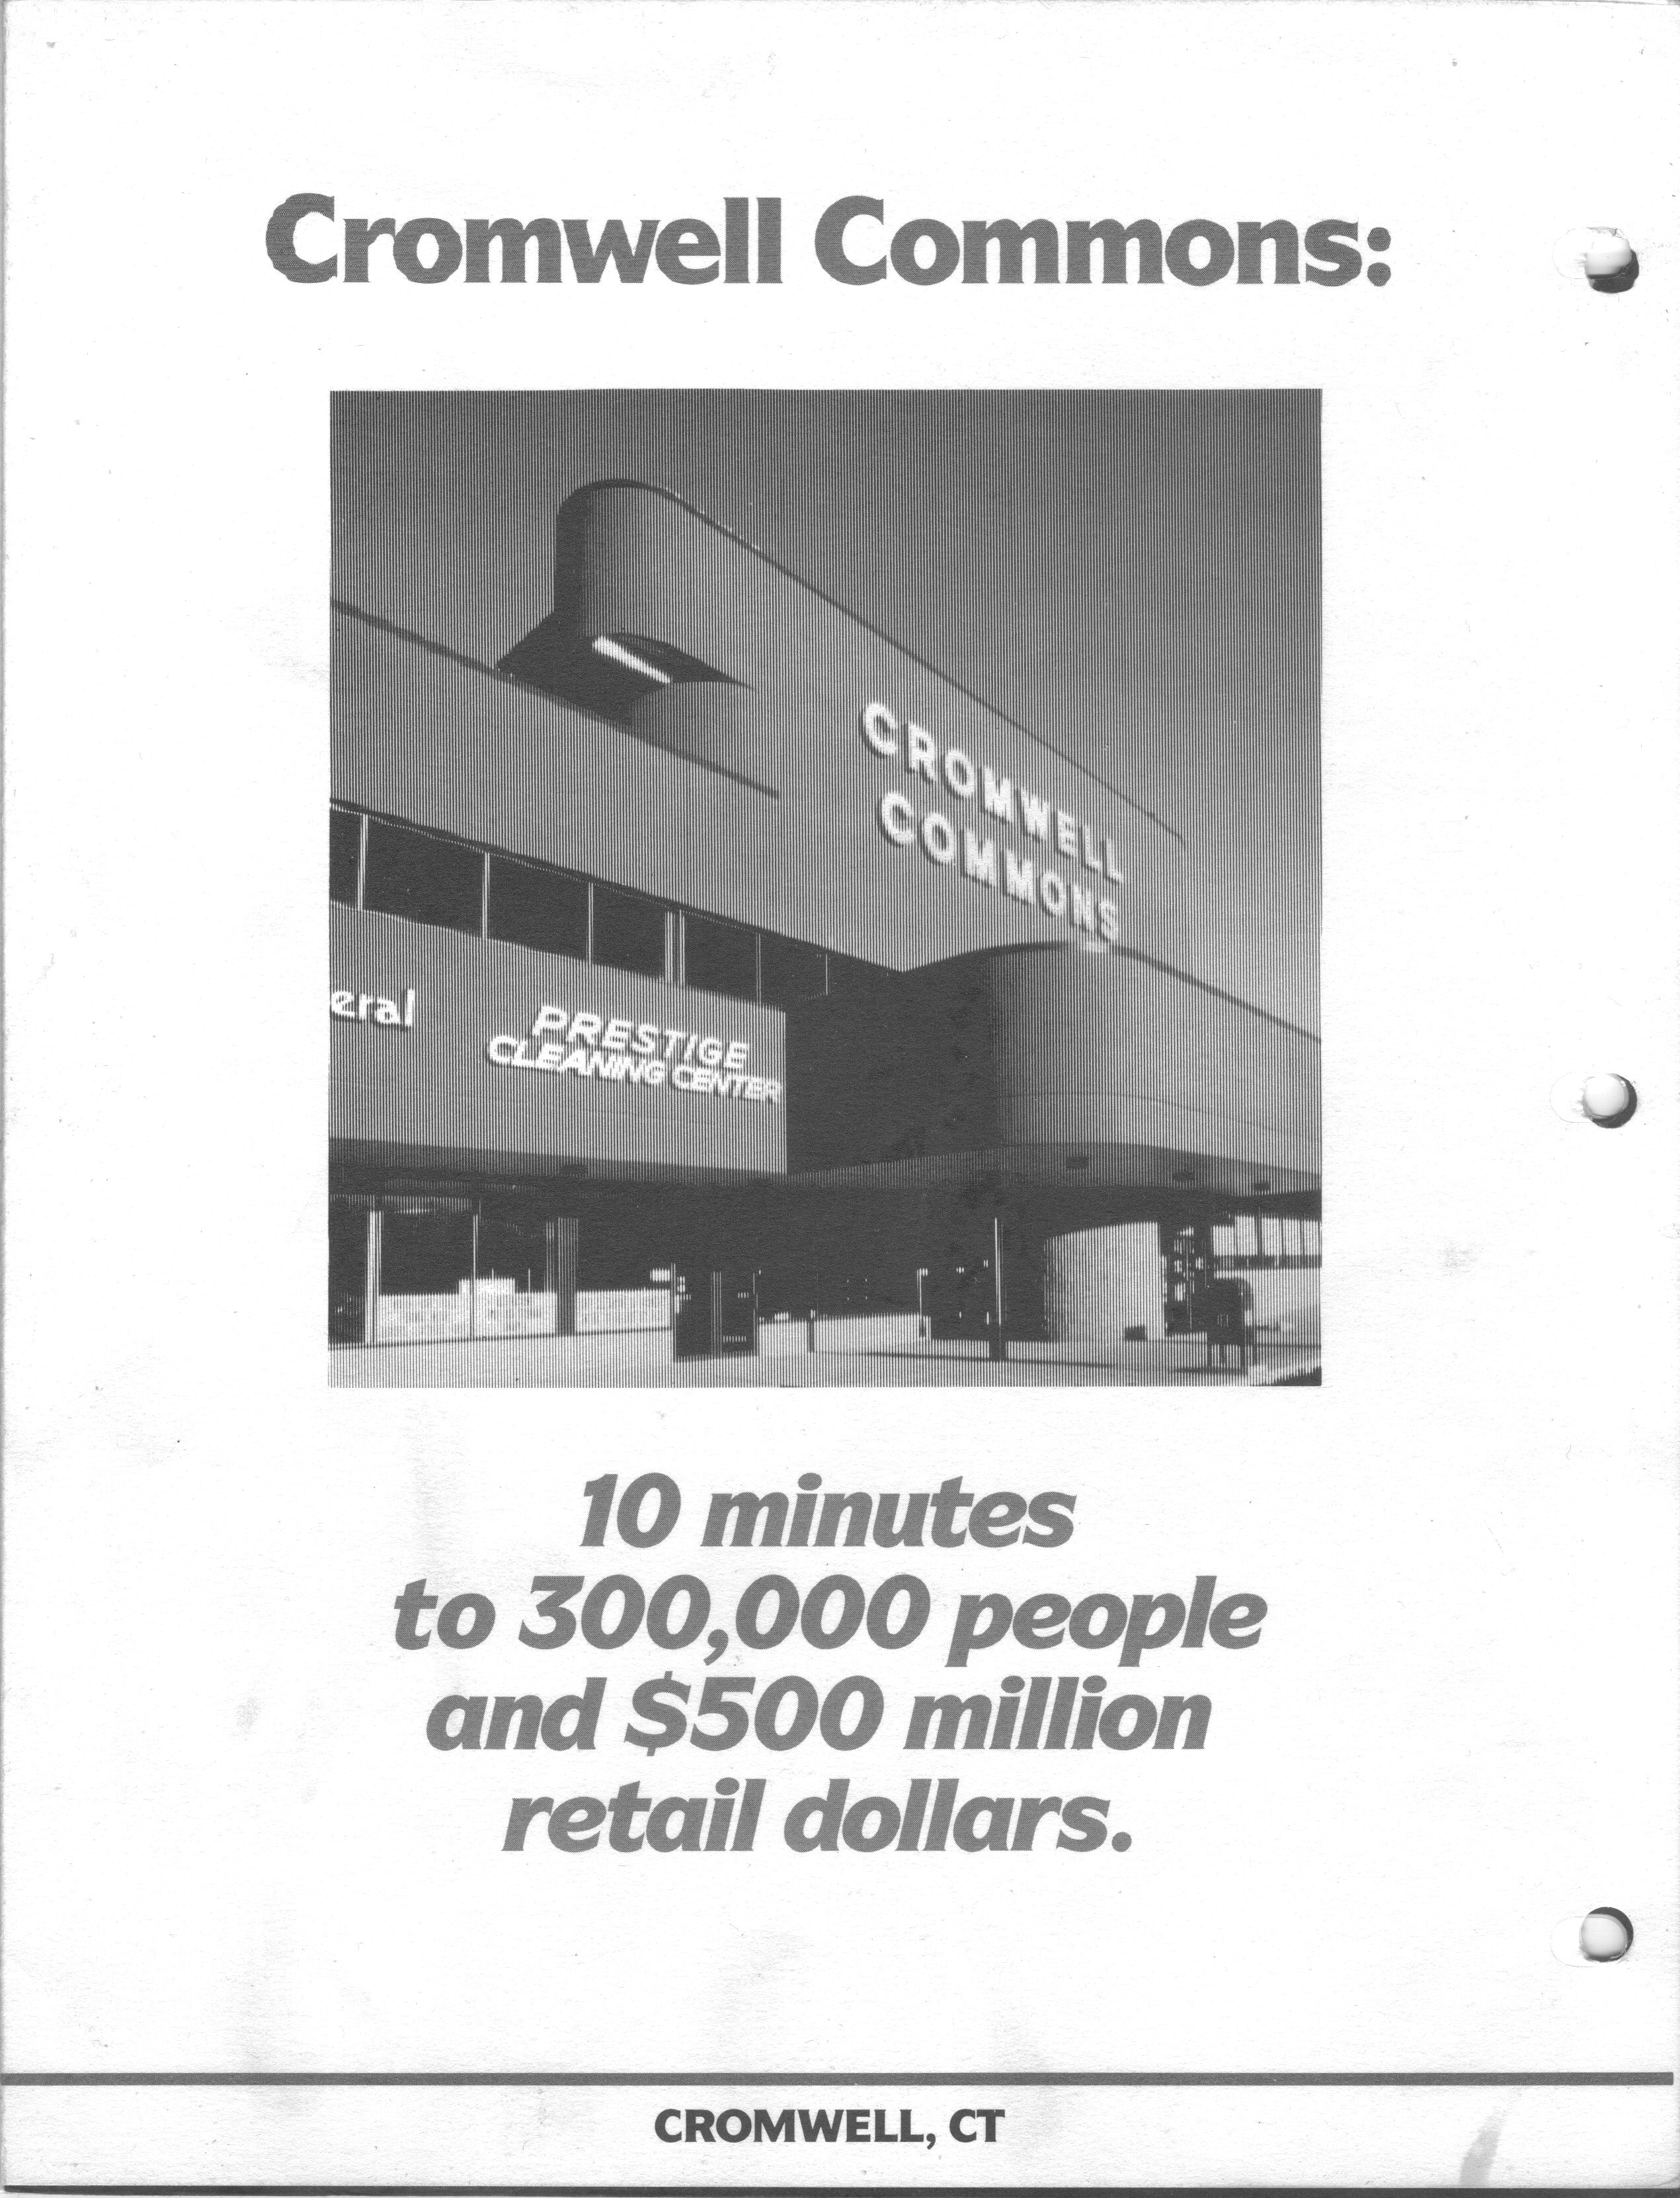 Cromwell Commons:
CROMWELL
COMMONS
eral
PRESTIGE
CLEANING CENTER
10 minutes
to 300,000 people
and $500 million
retail dollars.
CROMWELL, CT